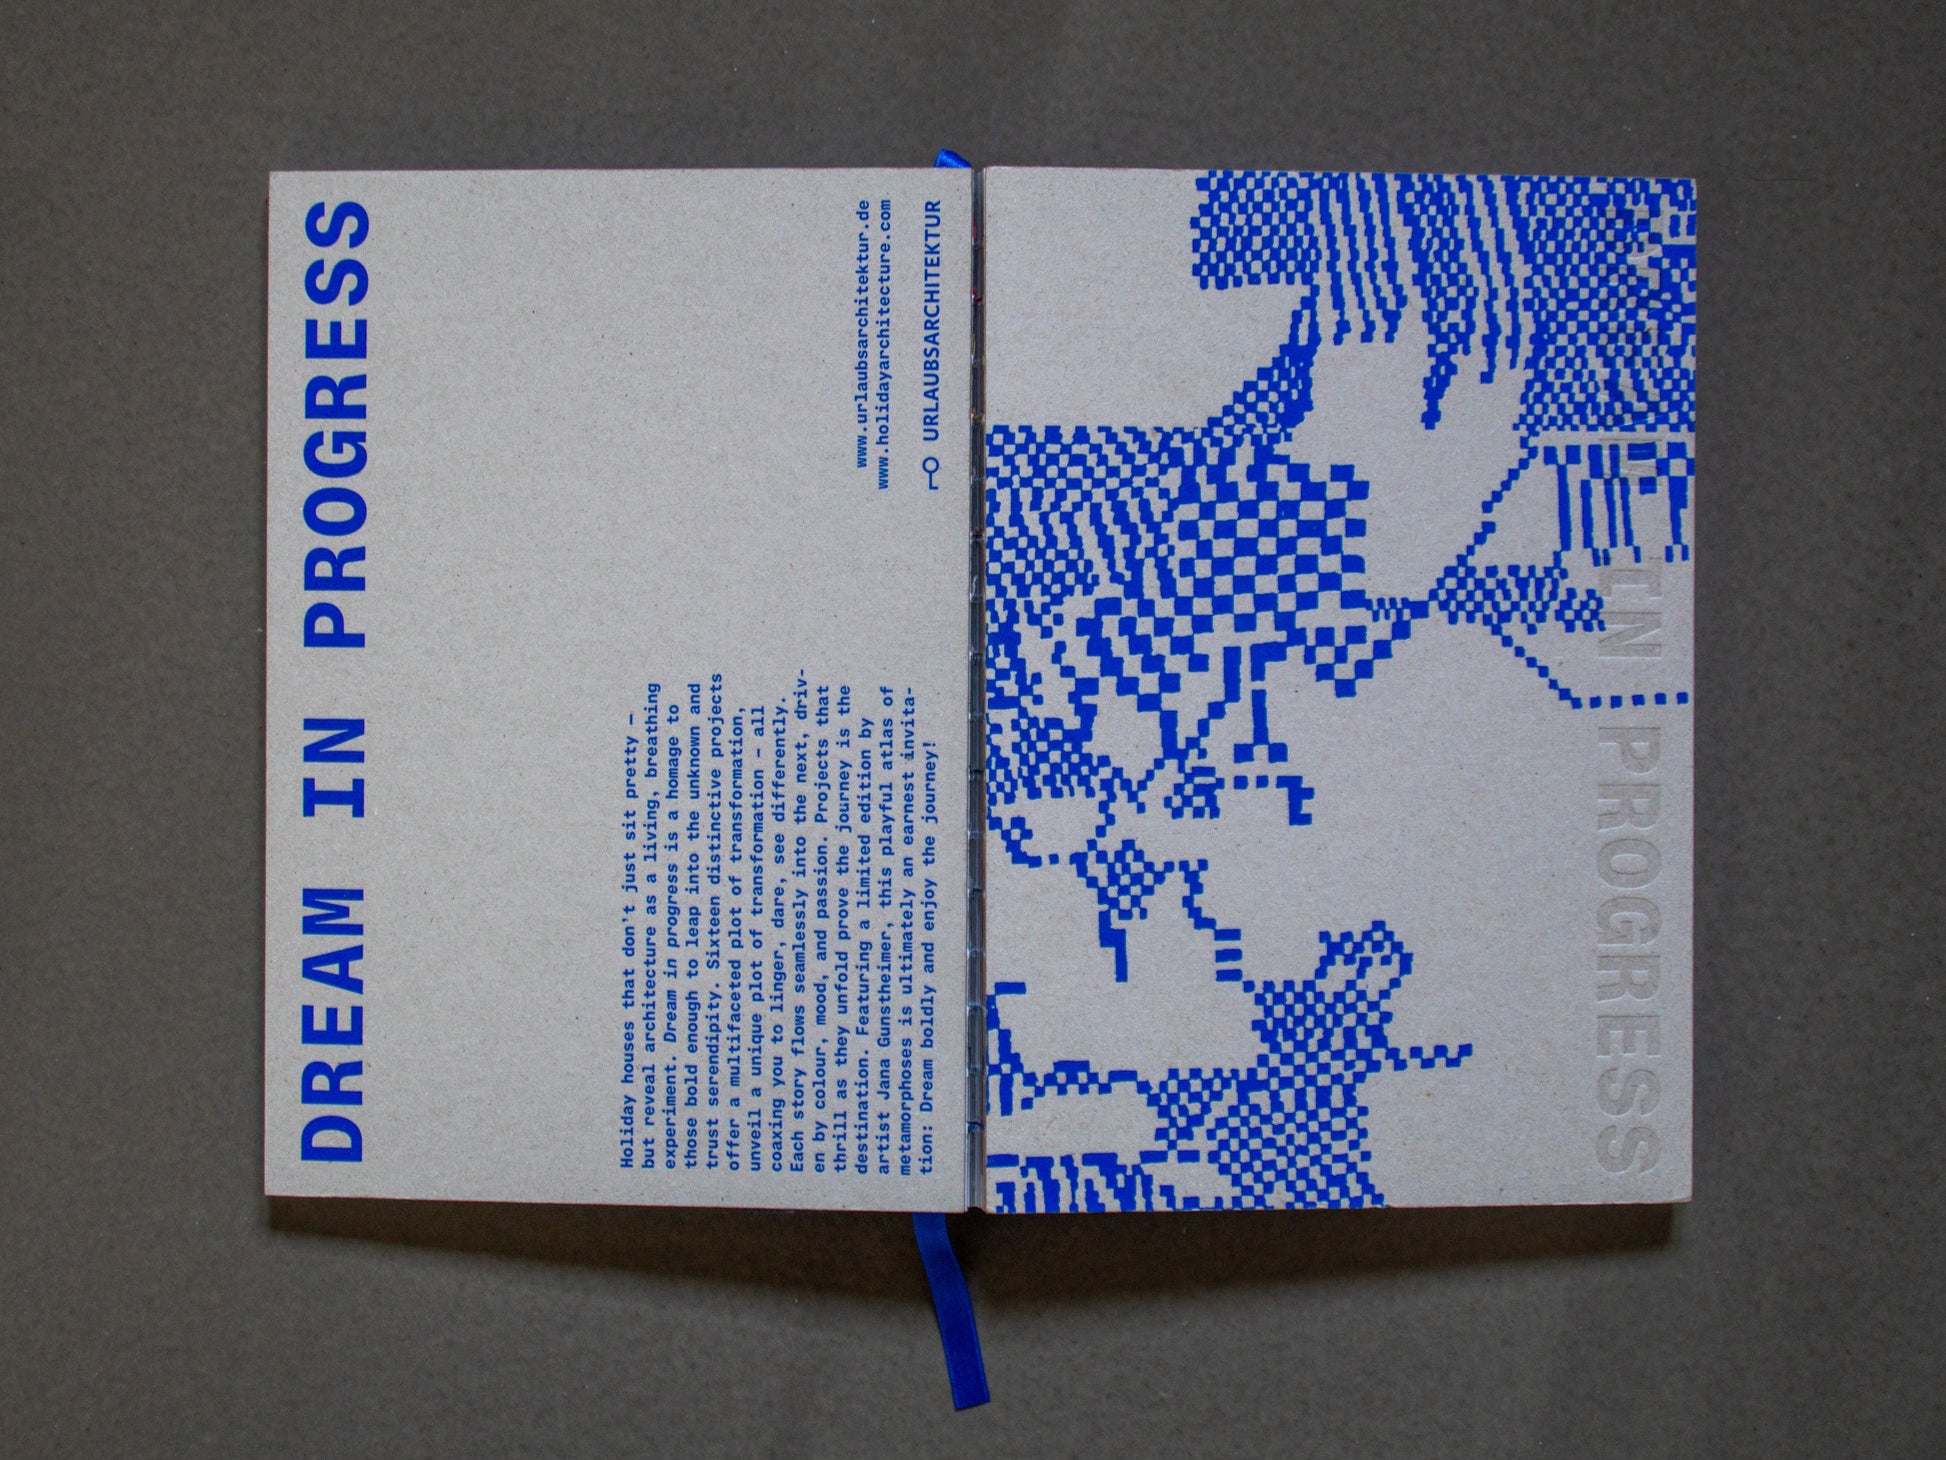 DREAM IN PROGRESS
Holiday houses that don't just sit pretty –
but reveal architecture as a living, breathing
experiment. Dream in progress is a homage to
those bold enough to leap into the unknown and
trust serendipity. Sixteen distinctive projects
offer a multifaceted plot of transformation,
unveil a unique plot of transformation – all
coaxing you to linger, dare, see differently.
Each story flows seamlessly into the next, driv-
en by colour, mood, and passion. Projects that
thrill as they unfold prove the journey is the
destination. Featuring a limited edition by
artist Jana Gunstheimer, this playful atlas of
metamorphoses is ultimately an earnest invita-
tion: Dream boldly and enjoy the journey!
www.urlaubsarchitektur.de
www.holidayarchitecture.com
URLAUBSARCHITEKTUR
DREAM IN PROGRESS